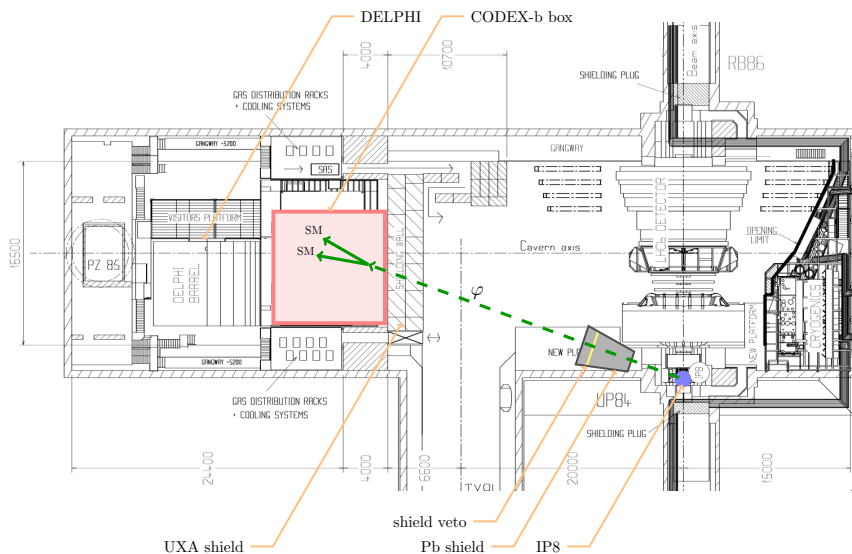 DELPHI
CODEX-b box
4000
10700
Beam axis
RB86
SHIELDING PLUG
GAS DISTRIBUTION RACKS
+ COOLING SYSTEMS
GANGWAY +5200
GANGWAY
SAS
VISITORS PLATFORM
LHCb DETECTOR
OPENING
LIMIT
16500
PZ 85
DELPHI
BARREL
SM
SM
SHIELDING WALL
Cavern axis
φ
CRYOGENICS
NEW PLATFORM
NEW PL
IP8
GANGWAY +5200
GAS DISTRIBUTION RACKS
+ COOLING SYSTEMS
UP84
SHIELDING PLUG
24400
4000
6600
20000
15000
shield veto
UXA shield
Pb shield
IP8